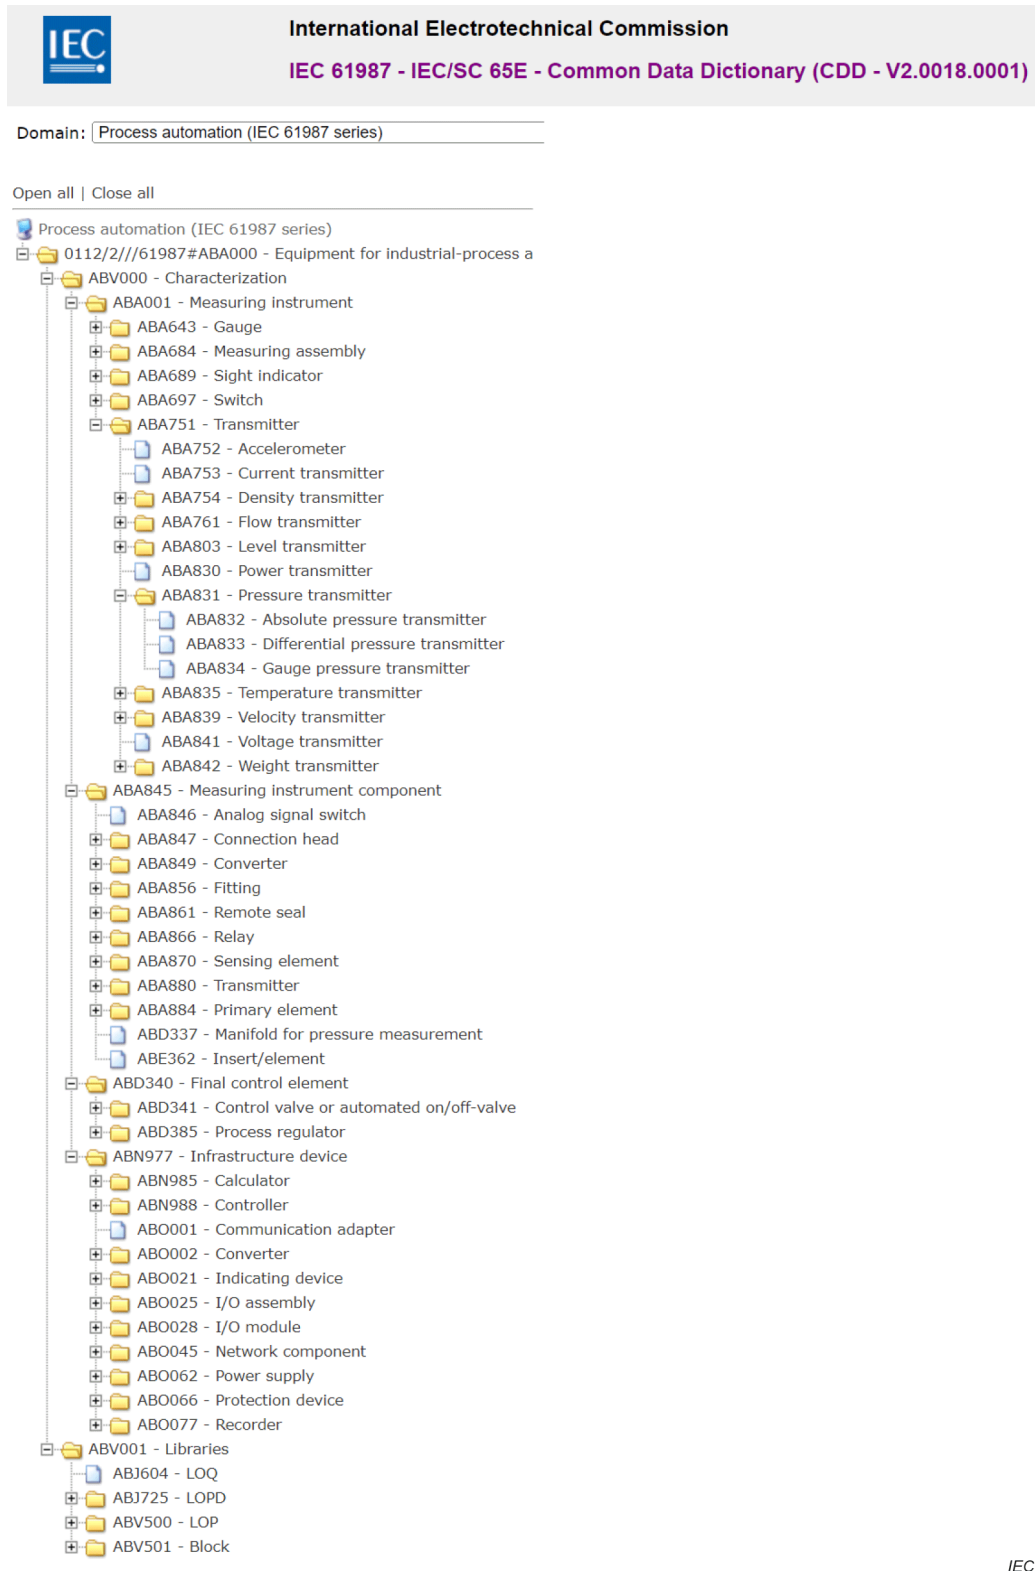 IEC
International Electrotechnical Commission
IEC 61987 - IEC/SC 65E - Common Data Dictionary (CDD - V2.0018.0001)
Domain: Process automation (IEC 61987 series)
Open all | Close all
Process automation (IEC 61987 series)
0112/2///61987#ABA000 - Equipment for industrial-process a
ABV000 - Characterization
ABA001 - Measuring instrument
ABA643 - Gauge
ABA684 - Measuring assembly
ABA689 - Sight indicator
ABA697 - Switch
ABA751 - Transmitter
ABA752 - Accelerometer
ABA753 - Current transmitter
ABA754 - Density transmitter
ABA761 - Flow transmitter
ABA803 - Level transmitter
ABA830 - Power transmitter
ABA831 - Pressure transmitter
ABA832 - Absolute pressure transmitter
ABA833 - Differential pressure transmitter
ABA834 - Gauge pressure transmitter
ABA835 - Temperature transmitter
ABA839 - Velocity transmitter
ABA841 - Voltage transmitter
ABA842 - Weight transmitter
ABA845 - Measuring instrument component
ABA846 - Analog signal switch
ABA847 - Connection head
ABA849 - Converter
ABA856 - Fitting
ABA861 - Remote seal
ABA866 - Relay
ABA870 - Sensing element
ABA880 - Transmitter
ABA884 - Primary element
ABD337 - Manifold for pressure measurement
ABE362 - Insert/element
ABD340 - Final control element
ABD341 - Control valve or automated on/off-valve
ABD385 - Process regulator
ABN977 - Infrastructure device
ABN985 - Calculator
ABN988 - Controller
ABO001 - Communication adapter
ABO002 - Converter
ABO021 - Indicating device
ABO025 - I/O assembly
ABO028 - I/O module
ABO045 - Network component
ABO062 - Power supply
ABO066 - Protection device
ABO077 - Recorder
ABV001 - Libraries
ABJ604 - LOQ
ABJ725 - LOPD
ABV500 - LOP
ABV501 - Block
IEC